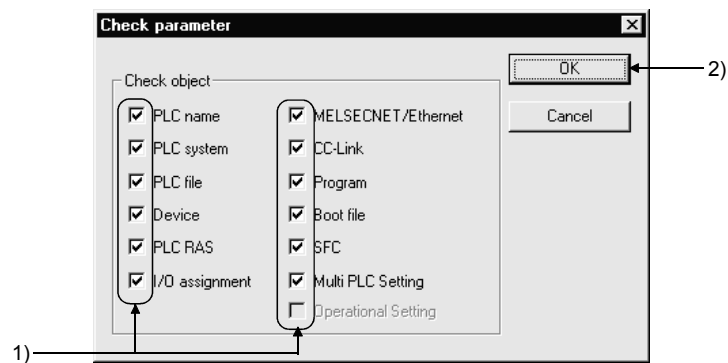 Check parameter
OK
2)
Check object
PLC name
MELSECNET/Ethernet
Cancel
PLC system
CC-Link
PLC file
Program
Device
Boot file
PLC RAS
SFC
I/O assignment
Multi PLC Setting
Operational Setting
1)